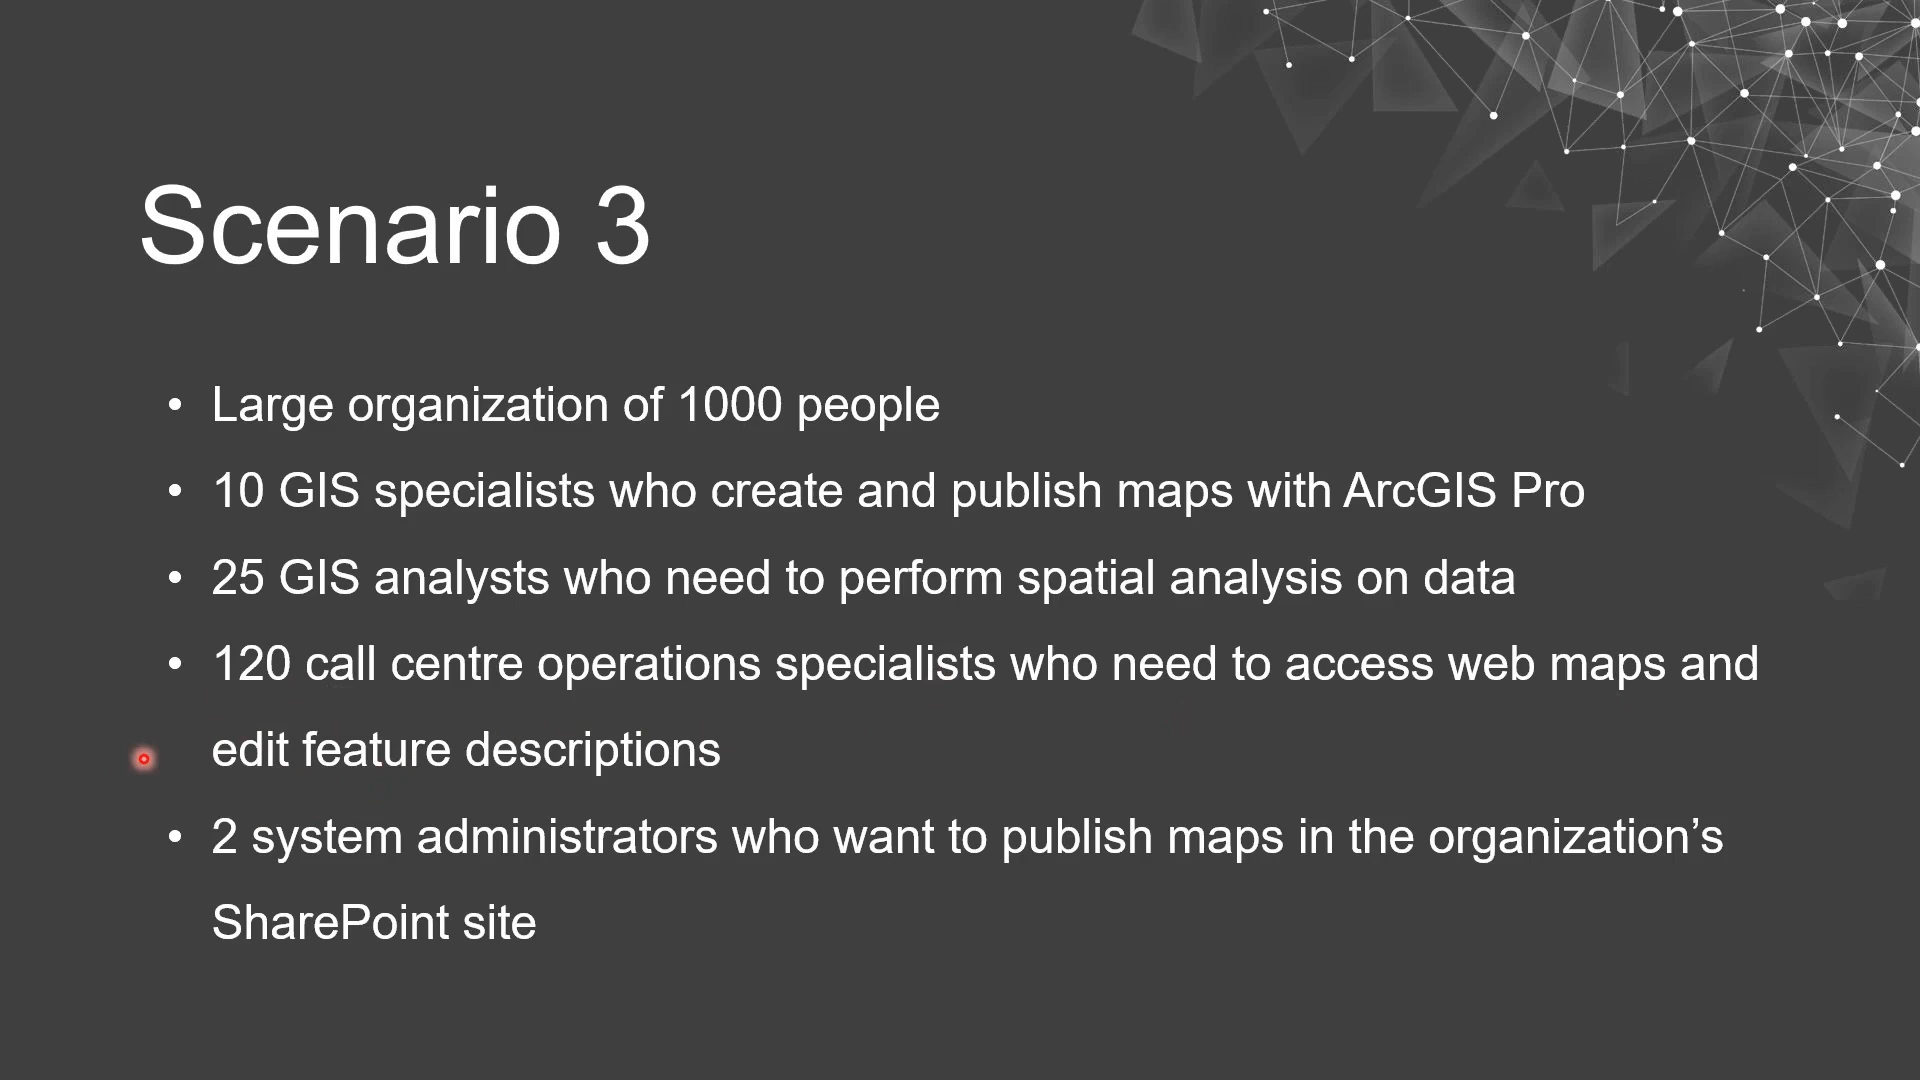 Scenario 3
• Large organization of 1000 people
• 10 GIS specialists who create and publish maps with ArcGIS Pro
• 25 GIS analysts who need to perform spatial analysis on data
• 120 call centre operations specialists who need to access web maps and
edit feature descriptions
• 2 system administrators who want to publish maps in the organization’s
SharePoint site